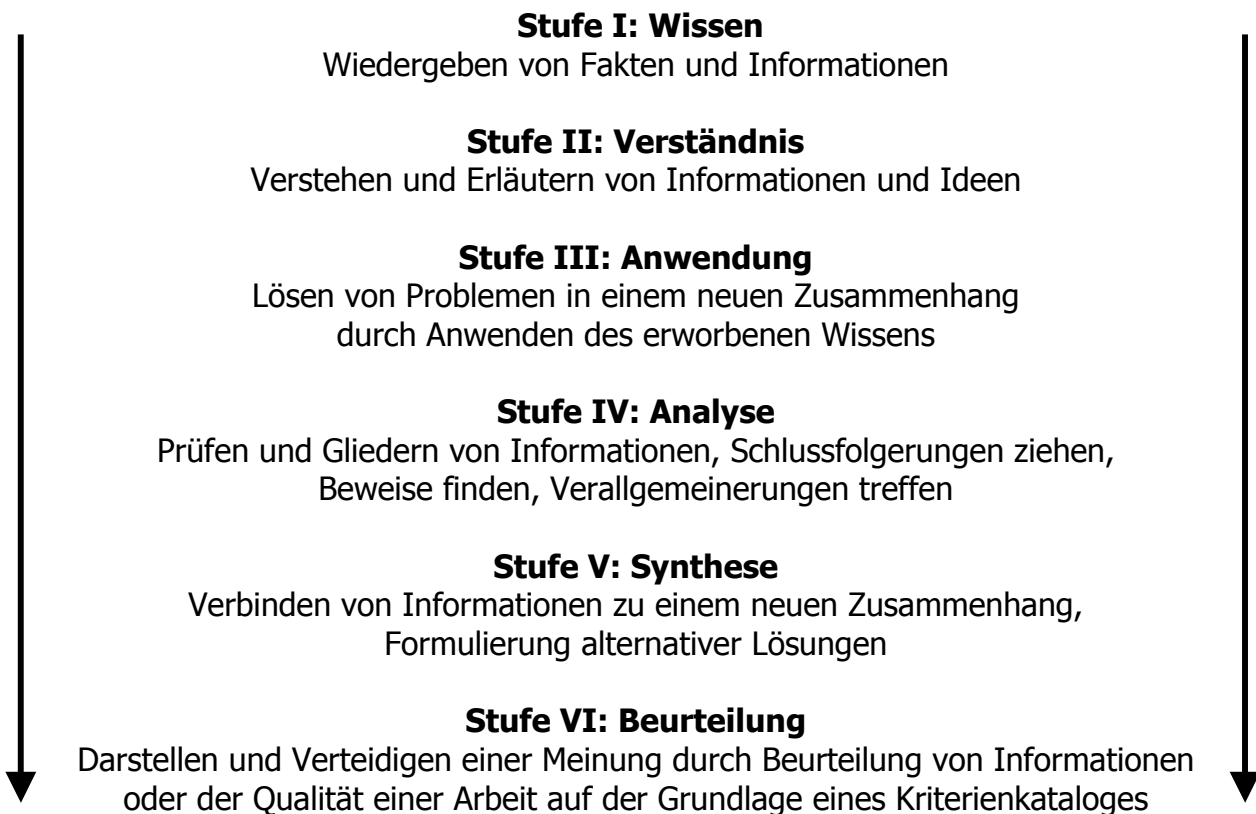 Stufe I: Wissen
Wiedergeben von Fakten und Informationen
Stufe II: Verständnis
Verstehen und Erläutern von Informationen und Ideen
Stufe III: Anwendung
Lösen von Problemen in einem neuen Zusammenhang
durch Anwenden des erworbenen Wissens
Stufe IV: Analyse
Prüfen und Gliedern von Informationen, Schlussfolgerungen ziehen,
Beweise finden, Verallgemeinerungen treffen
Stufe V: Synthese
Verbinden von Informationen zu einem neuen Zusammenhang,
Formulierung alternativer Lösungen
Stufe VI: Beurteilung
Darstellen und Verteidigen einer Meinung durch Beurteilung von Informationen
oder der Qualität einer Arbeit auf der Grundlage eines Kriterienkataloges